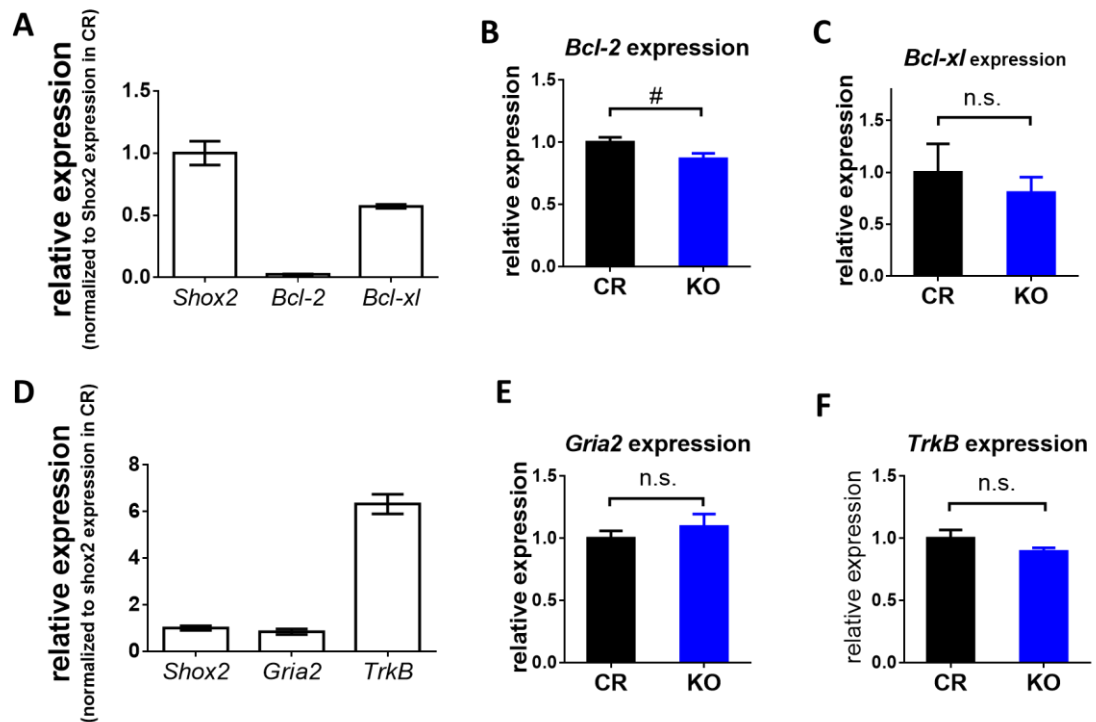 A
relative expression
(normalized to Shox2 expression in CR)
1.5
1.0
0.5
0.0
Shox2 Bcl-2 Bcl-xl
B
Bcl-2 expression
relative expression
1.5
1.0
0.5
0.0
#
CR KO
C
Bcl-xl expression
relative expression
1.5
1.0
0.5
0.0
n.s.
CR KO
D
relative expression
(normalized to shox2 expression in CR)
8
6
4
2
0
Shox2 Gria2 TrkB
E
Gria2 expression
relative expression
1.5
1.0
0.5
0.0
n.s.
CR KO
F
TrkB expression
relative expression
1.5
1.0
0.5
0.0
n.s.
CR KO